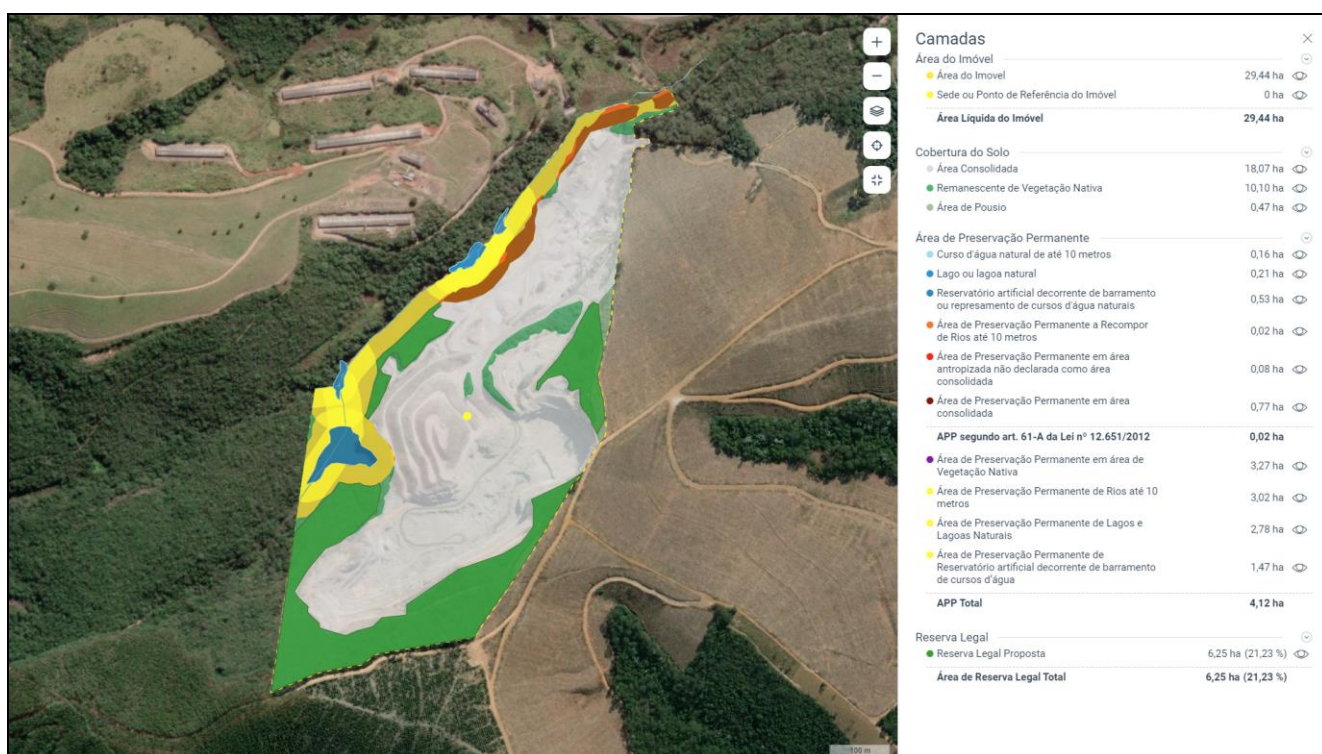 Camadas
Área do Imóvel
Área do Imovel 29,44 ha
Sede ou Ponto de Referência do Imóvel 0 ha
Área Líquida do Imóvel 29,44 ha
Cobertura do Solo
Área Consolidada 18,07 ha
Remanescente de Vegetação Nativa 10,10 ha
Área de Pousio 0,47 ha
Área de Preservação Permanente
Curso d'água natural de até 10 metros 0,16 ha
Lago ou lagoa natural 0,21 ha
Reservatório artificial decorrente de barramento
ou represamento de cursos d'água naturais 0,53 ha
Área de Preservação Permanente a Recompor
de Rios até 10 metros 0,02 ha
Área de Preservação Permanente em área
antropizada não declarada como área
consolidada 0,08 ha
Área de Preservação Permanente em área
consolidada 0,77 ha
APP segundo art. 61-A da Lei nº 12.651/2012 0,02 ha
Área de Preservação Permanente em área de
Vegetação Nativa 3,27 ha
Área de Preservação Permanente de Rios até 10
metros 3,02 ha
Área de Preservação Permanente de Lagos e
Lagoas Naturais 2,78 ha
Área de Preservação Permanente de
Reservatório artificial decorrente de barramento
de cursos d'água 1,47 ha
APP Total 4,12 ha
Reserva Legal
Reserva Legal Proposta 6,25 ha (21,23 %)
Área de Reserva Legal Total 6,25 ha (21,23 %)
100 m